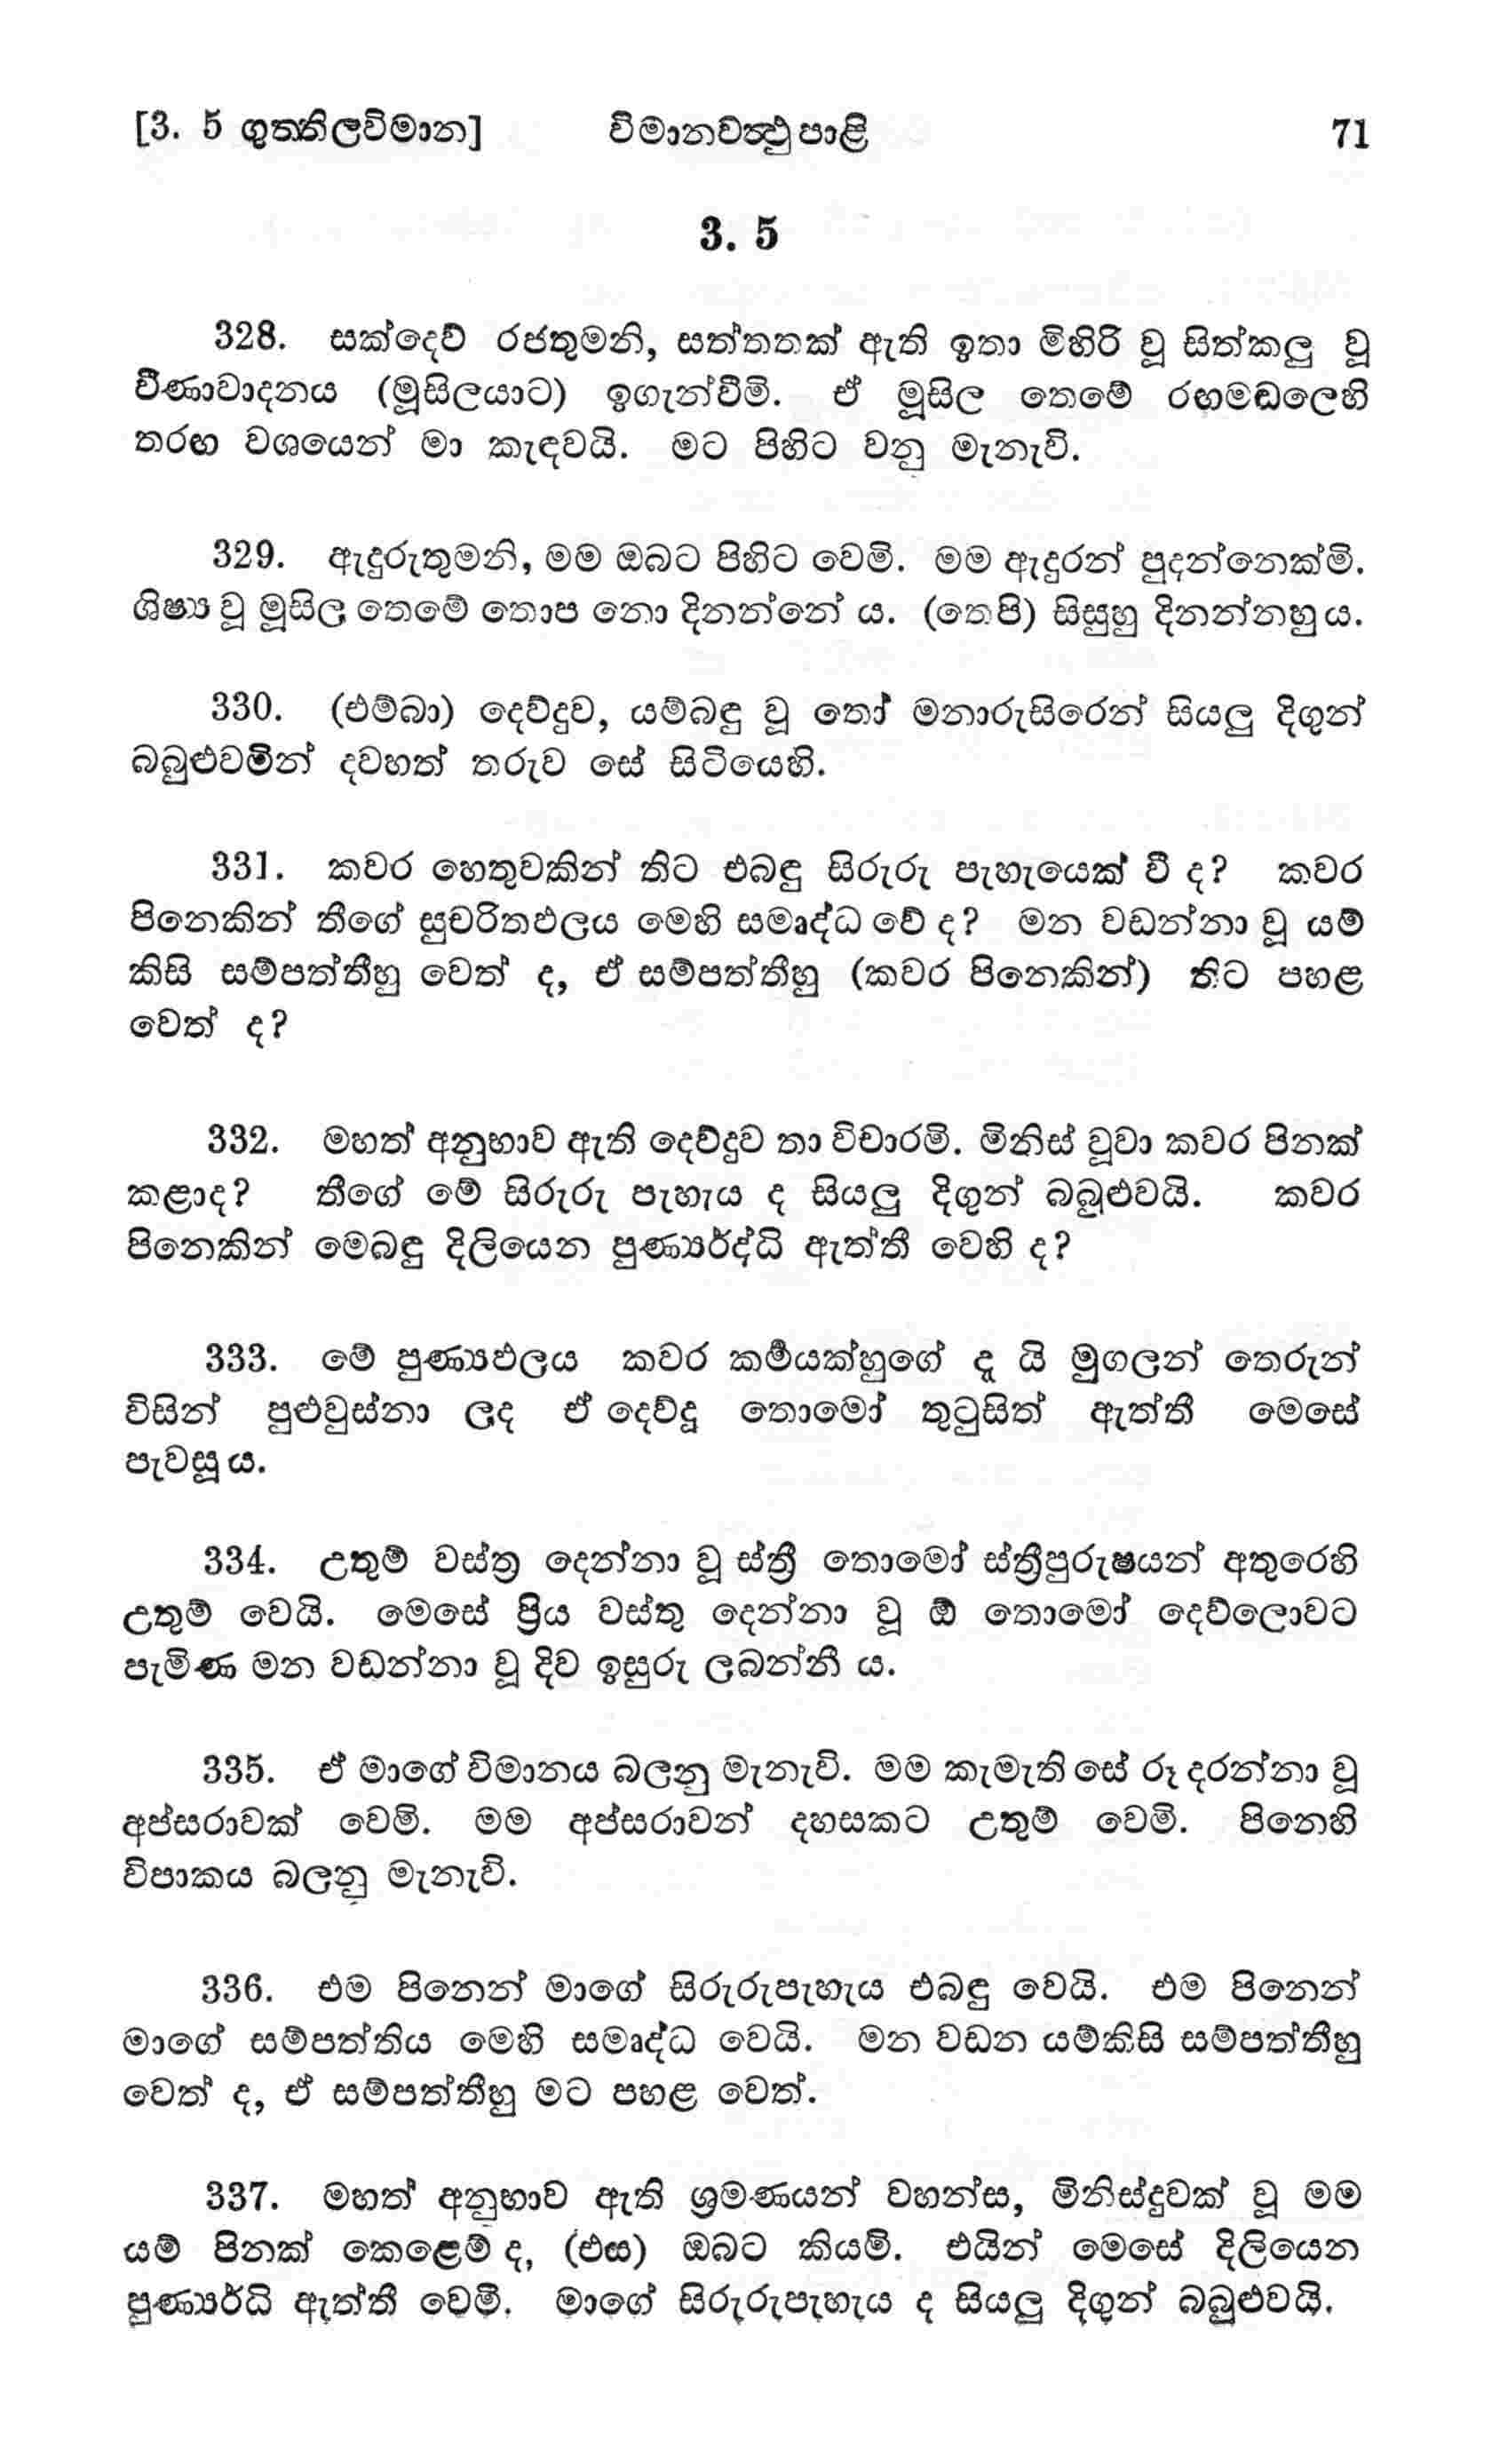 [3. 5 ගුත්තිලවිමාන] විමානවත්ථුපාළි 71
3. 5
328. සක්දෙව් රජතුමනි, සත්තතක් ඇති ඉතා මිහිරි වූ සිත්කලු වූ
වීණාවාදනය (මූසිලයාට) ඉගැන්වීමි. ඒ මූසිල තෙමේ රඟමඬලෙහි
තරඟ වශයෙන් මා කැඳවයි. මට පිහිට වනු මැනැවි.
329. ඇදුරුතුමනි, මම ඔබට පිහිට වෙමි. මම ඇදුරන් පුදන්නෙක්මි.
ශිෂ්‍ය වූ මූසිල තෙමේ තොප නො දිනන්නේ ය. (තෙපි) සිසුහු දිනන්නහු ය.
330. (එම්බා) දෙව්දුව, යම්බඳු වූ තෝ මනාරුසිරෙන් සියලු දිගුන්
බබුළුවමින් දවහත් තරුව සේ සිටියෙහි.
331. කවර හෙතුවකින් තිට එබඳු සිරුරු පැහැයෙක් වී ද? කවර
පිනෙකින් තීගේ සුචරිතඵලය මෙහි සමෘද්ධ වේ ද? මන වඩන්නා වූ යම්
කිසි සම්පත්තීහු වෙත් ද, ඒ සම්පත්තීහු (කවර පිනෙකින්) තිට පහළ
වෙත් ද?
332. මහත් අනුභාව ඇති දෙව්දුව තා විචාරමි. මිනිස් වූවා කවර පිනක්
කළාද? තීගේ මේ සිරුරු පැහැය ද සියලු දිගුන් බබුළුවයි. කවර
පිනෙකින් මෙබඳු දිලියෙන පුණ්‍යර්ද්ධි ඇත්තී වෙහි ද?
333. මේ පුණ්‍යඵලය කවර කර්‍මයක්හුගේ දැ යි මුගලන් තෙරුන්
විසින් පුළුවුස්නා ලද ඒ දෙව්දූ තොමෝ තුටුසිත් ඇත්තී මෙසේ
පැවසූ ය.
334. උතුම් වස්ත්‍ර දෙන්නා වූ ස්ත්‍රී තොමෝ ස්ත්‍රීපුරුෂයන් අතුරෙහි
උතුම් වෙයි. මෙසේ ප්‍රිය වස්තු දෙන්නා වූ ඕ තොමෝ දෙව්ලොවට
පැමිණ මන වඩන්නා වූ දිව ඉසුරු ලබන්නී ය.
335. ඒ මාගේ විමානය බලනු මැනැවි. මම කැමැති සේ රූ දරන්නා වූ
අප්සරාවක් වෙමි. මම අප්සරාවන් දහසකට උතුම් වෙමි. පිනෙහි
විපාකය බලනු මැනැවි.
336. එම පිනෙන් මාගේ සිරුරුපැහැය එබඳු වෙයි. එම පිනෙන්
මාගේ සම්පත්තිය මෙහි සමෘද්ධ වෙයි. මන වඩන යම්කිසි සම්පත්තීහු
වෙත් ද, ඒ සම්පත්තීහු මට පහළ වෙත්.
337. මහත් අනුභාව ඇති ශ්‍රමණයන් වහන්ස, මිනිස්දුවක් වූ මම
යම් පිනක් කෙළෙම් ද, (එය) ඔබට කියමි. එයින් මෙසේ දිලියෙන
පුණ්‍යර්ධි ඇත්තී වෙමි. මාගේ සිරුරුපැහැය ද සියලු දිගුන් බබුළුවයි.